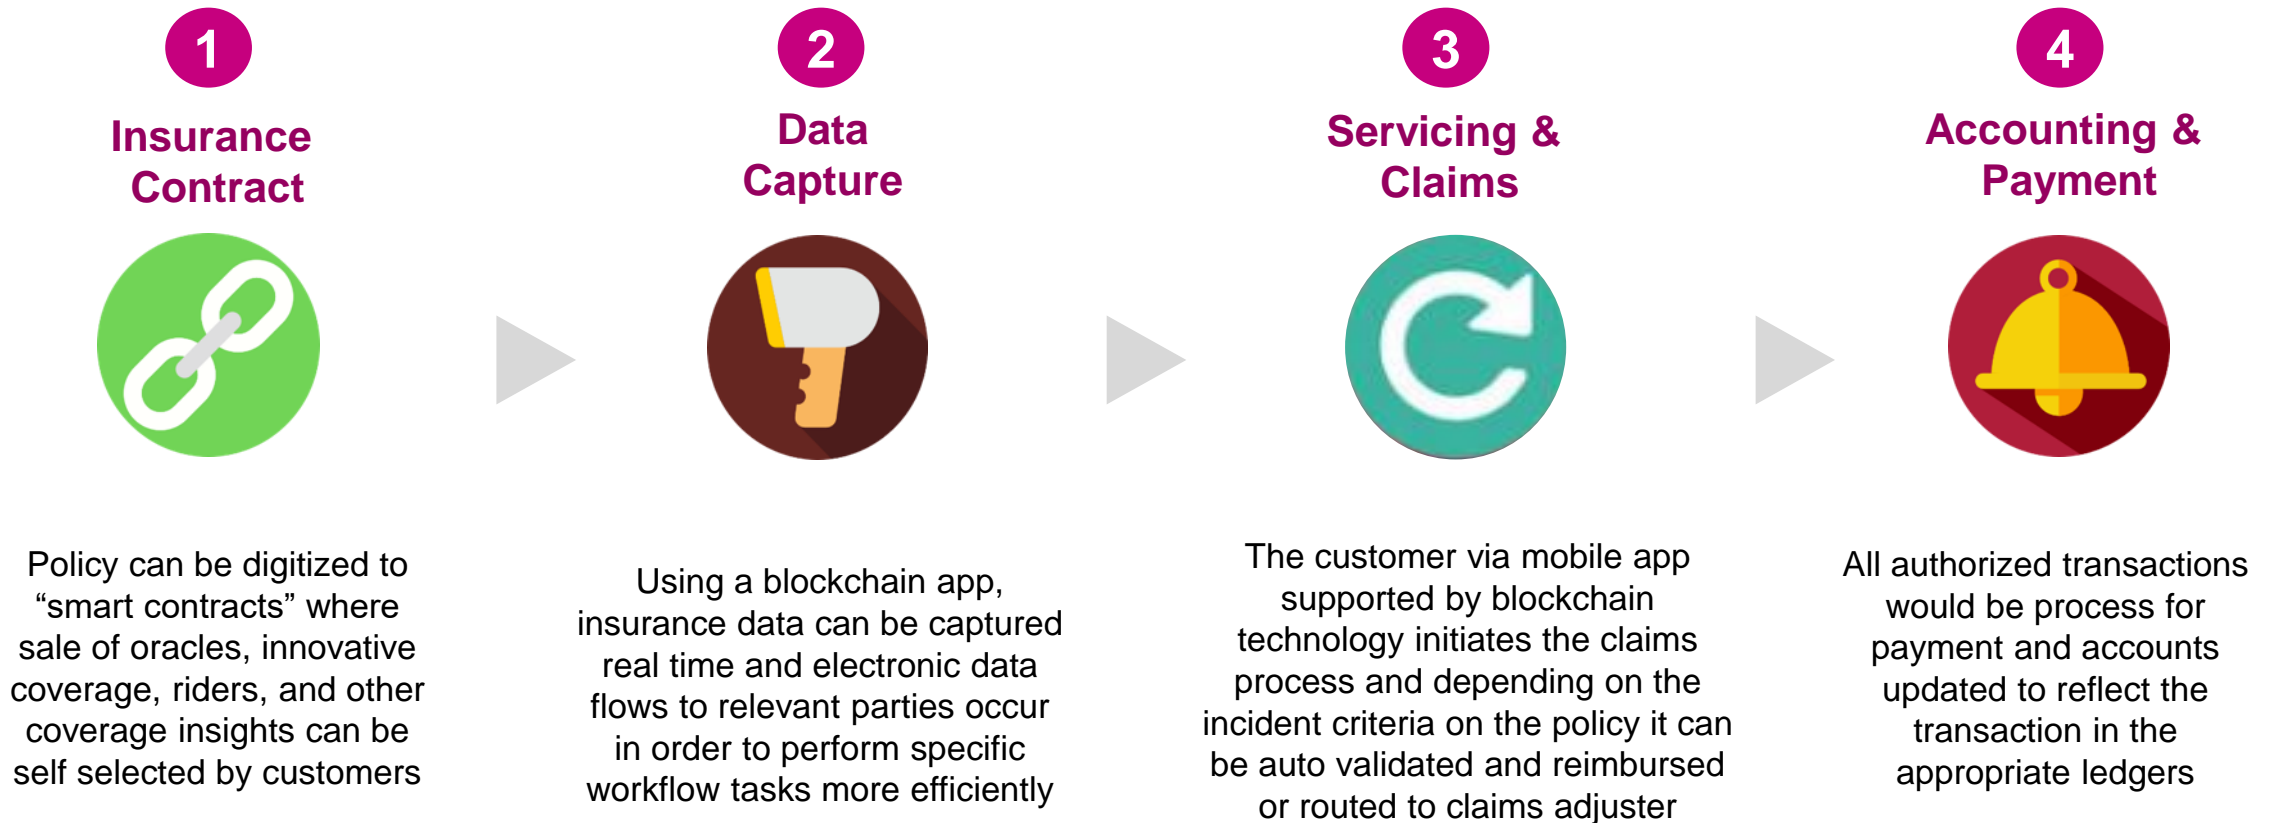 1
Insurance
Contract
Policy can be digitized to
“smart contracts” where
sale of oracles, innovative
coverage, riders, and other
coverage insights can be
self selected by customers
2
Data
Capture
Using a blockchain app,
insurance data can be captured
real time and electronic data
flows to relevant parties occur
in order to perform specific
workflow tasks more efficiently
3
Servicing &
Claims
The customer via mobile app
supported by blockchain
technology initiates the claims
process and depending on the
incident criteria on the policy it can
be auto validated and reimbursed
or routed to claims adjuster
4
Accounting &
Payment
All authorized transactions
would be process for
payment and accounts
updated to reflect the
transaction in the
appropriate ledgers